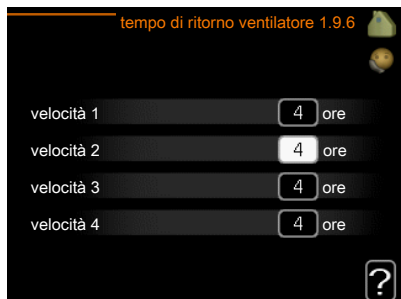 tempo di ritorno ventilatore 1.9.6
velocità 1 4 ore
velocità 2 4 ore
velocità 3 4 ore
velocità 4 4 ore
?